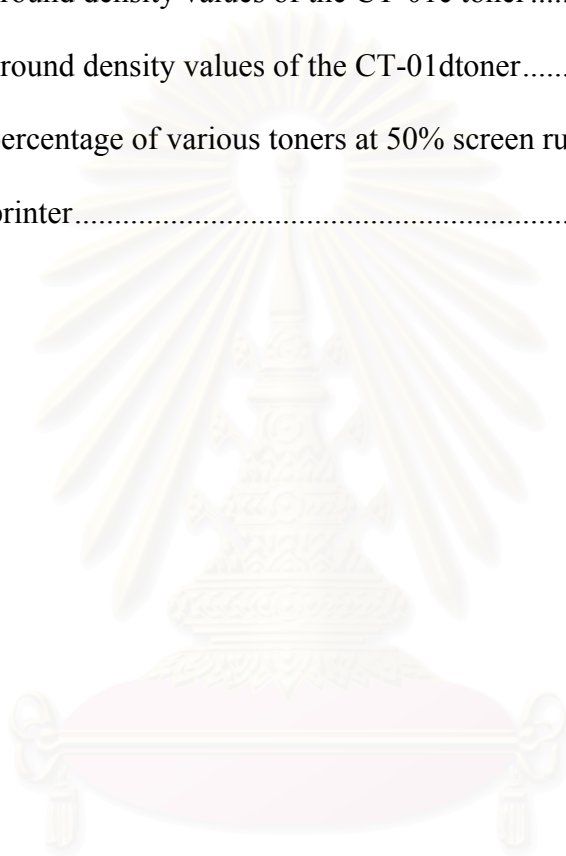 round density values of the CT-01c toner......
round density values of the CT-01dtoner......
percentage of various toners at 50% screen ru
printer......................................................................